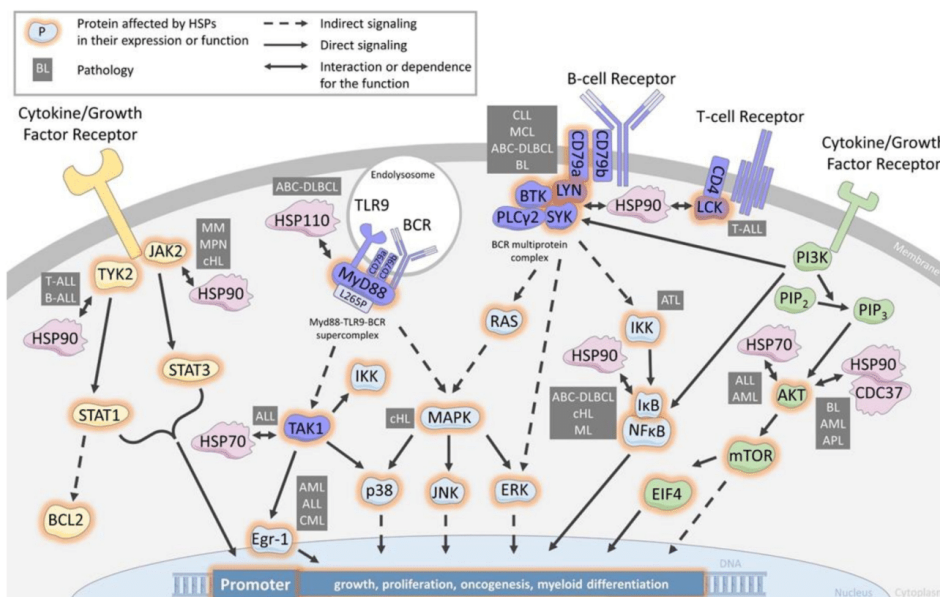 P
Protein affected by HSPs
in their expression or function
BL
Pathology
Indirect signaling
Direct signaling
Interaction or dependence
for the function
Cytokine/Growth
Factor Receptor
TYK2
JAK2
MM
MPN
cHL
HSP90
T-ALL
B-ALL
HSP90
STAT3
STAT1
BCL2
ABC-DLBCL
HSP110
Endolysosome
TLR9
BCR
CD79a
CD79b
MyD88
L265P
Myd88-TLR9-BCR
supercomplex
IKK
ALL
HSP70
TAK1
cHL
MAPK
RAS
p38
JNK
ERK
AML
ALL
CML
Egr-1
B-cell Receptor
CLL
MCL
ABC-DLBCL
BL
CD79a
CD79b
BTK
LYN
PLCγ2
SYK
BCR multiprotein
complex
HSP90
T-cell Receptor
CD4
LCK
T-ALL
ATL
IKK
HSP90
ABC-DLBCL
cHL
ML
IκB
NFκB
Cytokine/Growth
Factor Receptor
Membrane
PI3K
PIP2
PIP3
HSP70
ALL
AML
AKT
HSP90
CDC37
BL
AML
APL
mTOR
EIF4
Promoter
growth, proliferation, oncogenesis, myeloid differentiation
DNA
Nucleus
Cytoplasm